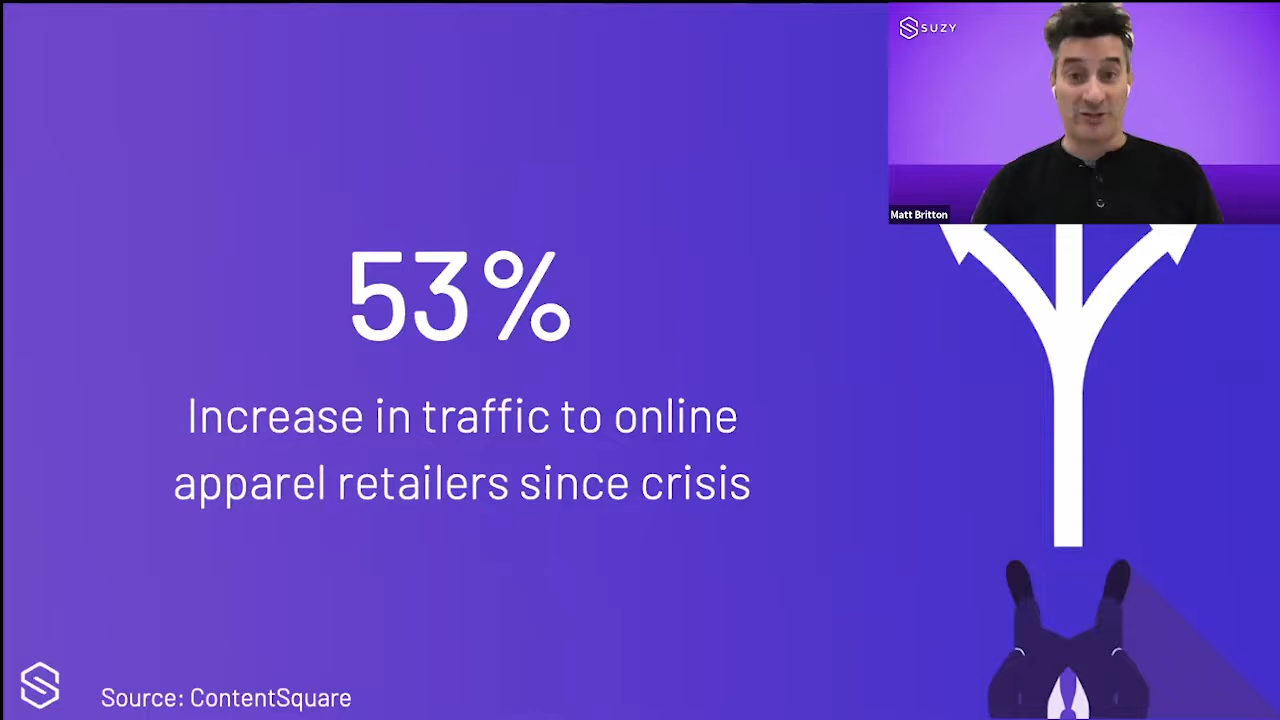 SUZY
Matt Britton
53%
Increase in traffic to online
apparel retailers since crisis
Source: ContentSquare